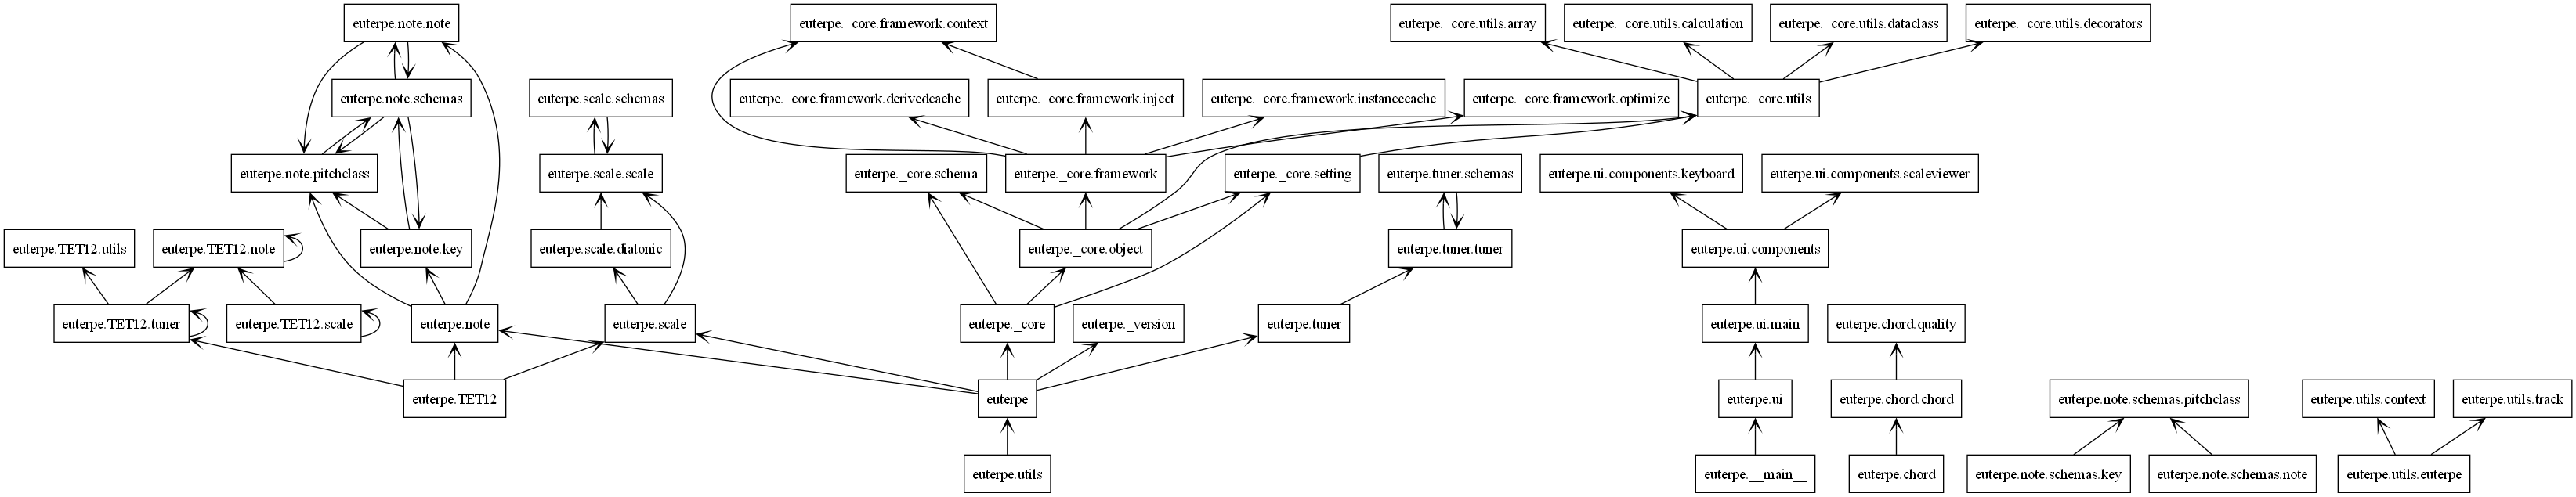 euterpe.note.note
euterpe._core.framework.context
euterpe._core.utils.array
euterpe._core.utils.calculation
euterpe._core.utils.dataclass
euterpe._core.utils.decorators
euterpe.note.schemas
euterpe.scale.schemas
euterpe._core.framework.derivedcache
euterpe._core.framework.inject
euterpe._core.framework.instancecache
euterpe._core.framework.optimize
euterpe._core.utils
euterpe.note.pitchclass
euterpe.scale.scale
euterpe._core.schema
euterpe._core.framework
euterpe._core.setting
euterpe.tuner.schemas
euterpe.ui.components.keyboard
euterpe.ui.components.scaleviewer
euterpe.TET12.utils
euterpe.TET12.note
euterpe.note.key
euterpe.scale.diatonic
euterpe._core.object
euterpe.tuner.tuner
euterpe.ui.components
euterpe.TET12.tuner
euterpe.TET12.scale
euterpe.note
euterpe.scale
euterpe._core
euterpe._version
euterpe.tuner
euterpe.ui.main
euterpe.chord.quality
euterpe.TET12
euterpe
euterpe.ui
euterpe.chord.chord
euterpe.note.schemas.pitchclass
euterpe.utils.context
euterpe.utils.track
euterpe.utils
euterpe.__main__
euterpe.chord
euterpe.note.schemas.key
euterpe.note.schemas.note
euterpe.utils.euterpe